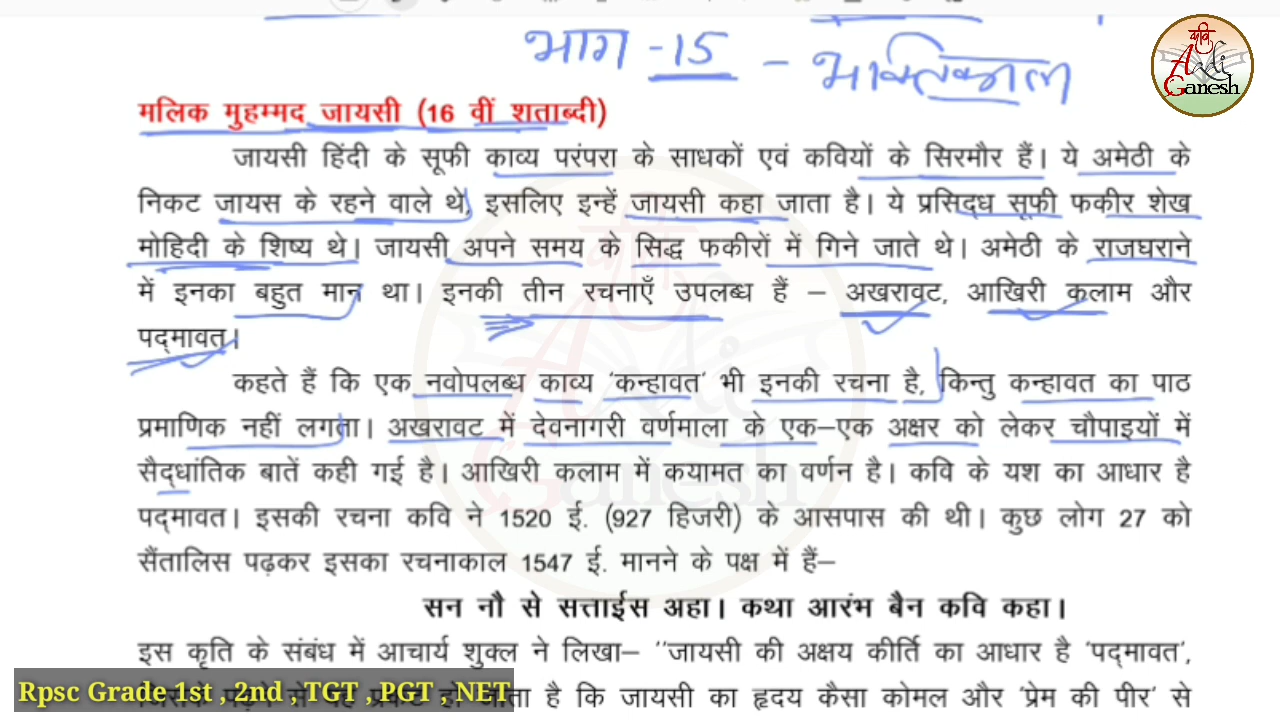 भाग -15 - भक्तिकाल
कवि
Aadi
Ganesh
मलिक मुहम्मद जायसी (16 वीं शताब्दी)
जायसी हिंदी के सूफी काव्य परंपरा के साधकों एवं कवियों के सिरमौर हैं। ये अमेठी के
निकट जायस के रहने वाले थे, इसलिए इन्हें जायसी कहा जाता है। ये प्रसिद्ध सूफी फकीर शेख
मोहिदी के शिष्य थे। जायसी अपने समय के सिद्ध फकीरों में गिने जाते थे। अमेठी के राजघराने
में इनका बहुत मान था। इनकी तीन रचनाएँ उपलब्ध हैं – अखरावट, आखिरी कलाम और
पद्मावत।
कहते हैं कि एक नवोपलब्ध काव्य 'कन्हावत' भी इनकी रचना है, किन्तु कन्हावत का पाठ
प्रमाणिक नहीं लगता। अखरावट में देवनागरी वर्णमाला के एक–एक अक्षर को लेकर चौपाइयों में
सैद्धांतिक बातें कही गई है। आखिरी कलाम में कयामत का वर्णन है। कवि के यश का आधार है
पद्मावत। इसकी रचना कवि ने 1520 ई. (927 हिजरी) के आसपास की थी। कुछ लोग 27 को
सैंतालिस पढ़कर इसका रचनाकाल 1547 ई. मानने के पक्ष में हैं–
सन नौ से सत्ताईस अहा। कथा आरंभ बैन कवि कहा।
इस कृति के संबंध में आचार्य शुक्ल ने लिखा– ''जायसी की अक्षय कीर्ति का आधार है 'पद्मावत',
है कि जायसी का हृदय कैसा कोमल और 'प्रेम की पीर' से
Rpsc Grade 1st , 2nd ,TGT , PGT , NET